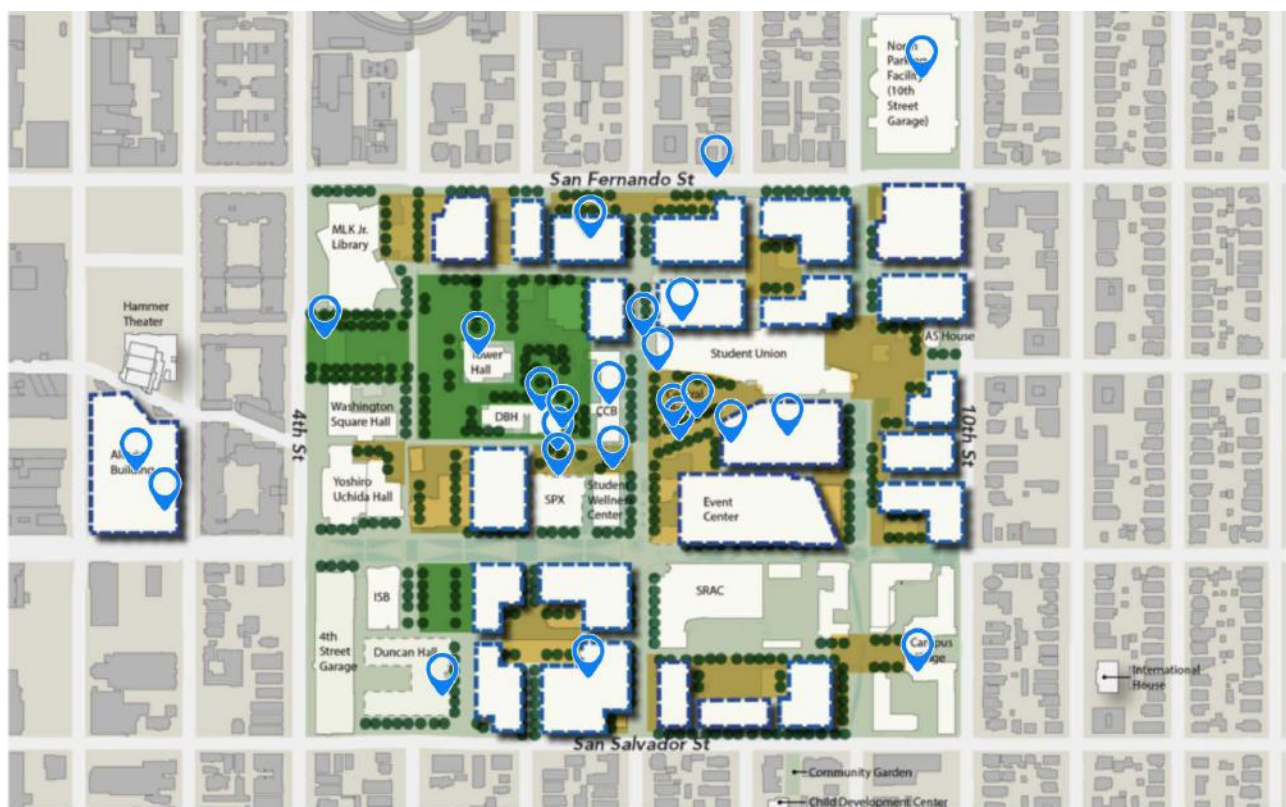 North
Parking
Facility
(10th
Street
Garage)
San Fernando St
MLK Jr.
Library
Hammer
Theater
Tower
Hall
Student Union
AS House
Washington
Square Hall
DBH
CCB
4th St
10th St
Building
Yoshiro
Uchida Hall
SPX
Student
Wellness
Center
Event
Center
ISB
SRAC
4th
Street
Garage
Duncan Hall
International
House
San Salvador St
Community Garden
Child Development Center